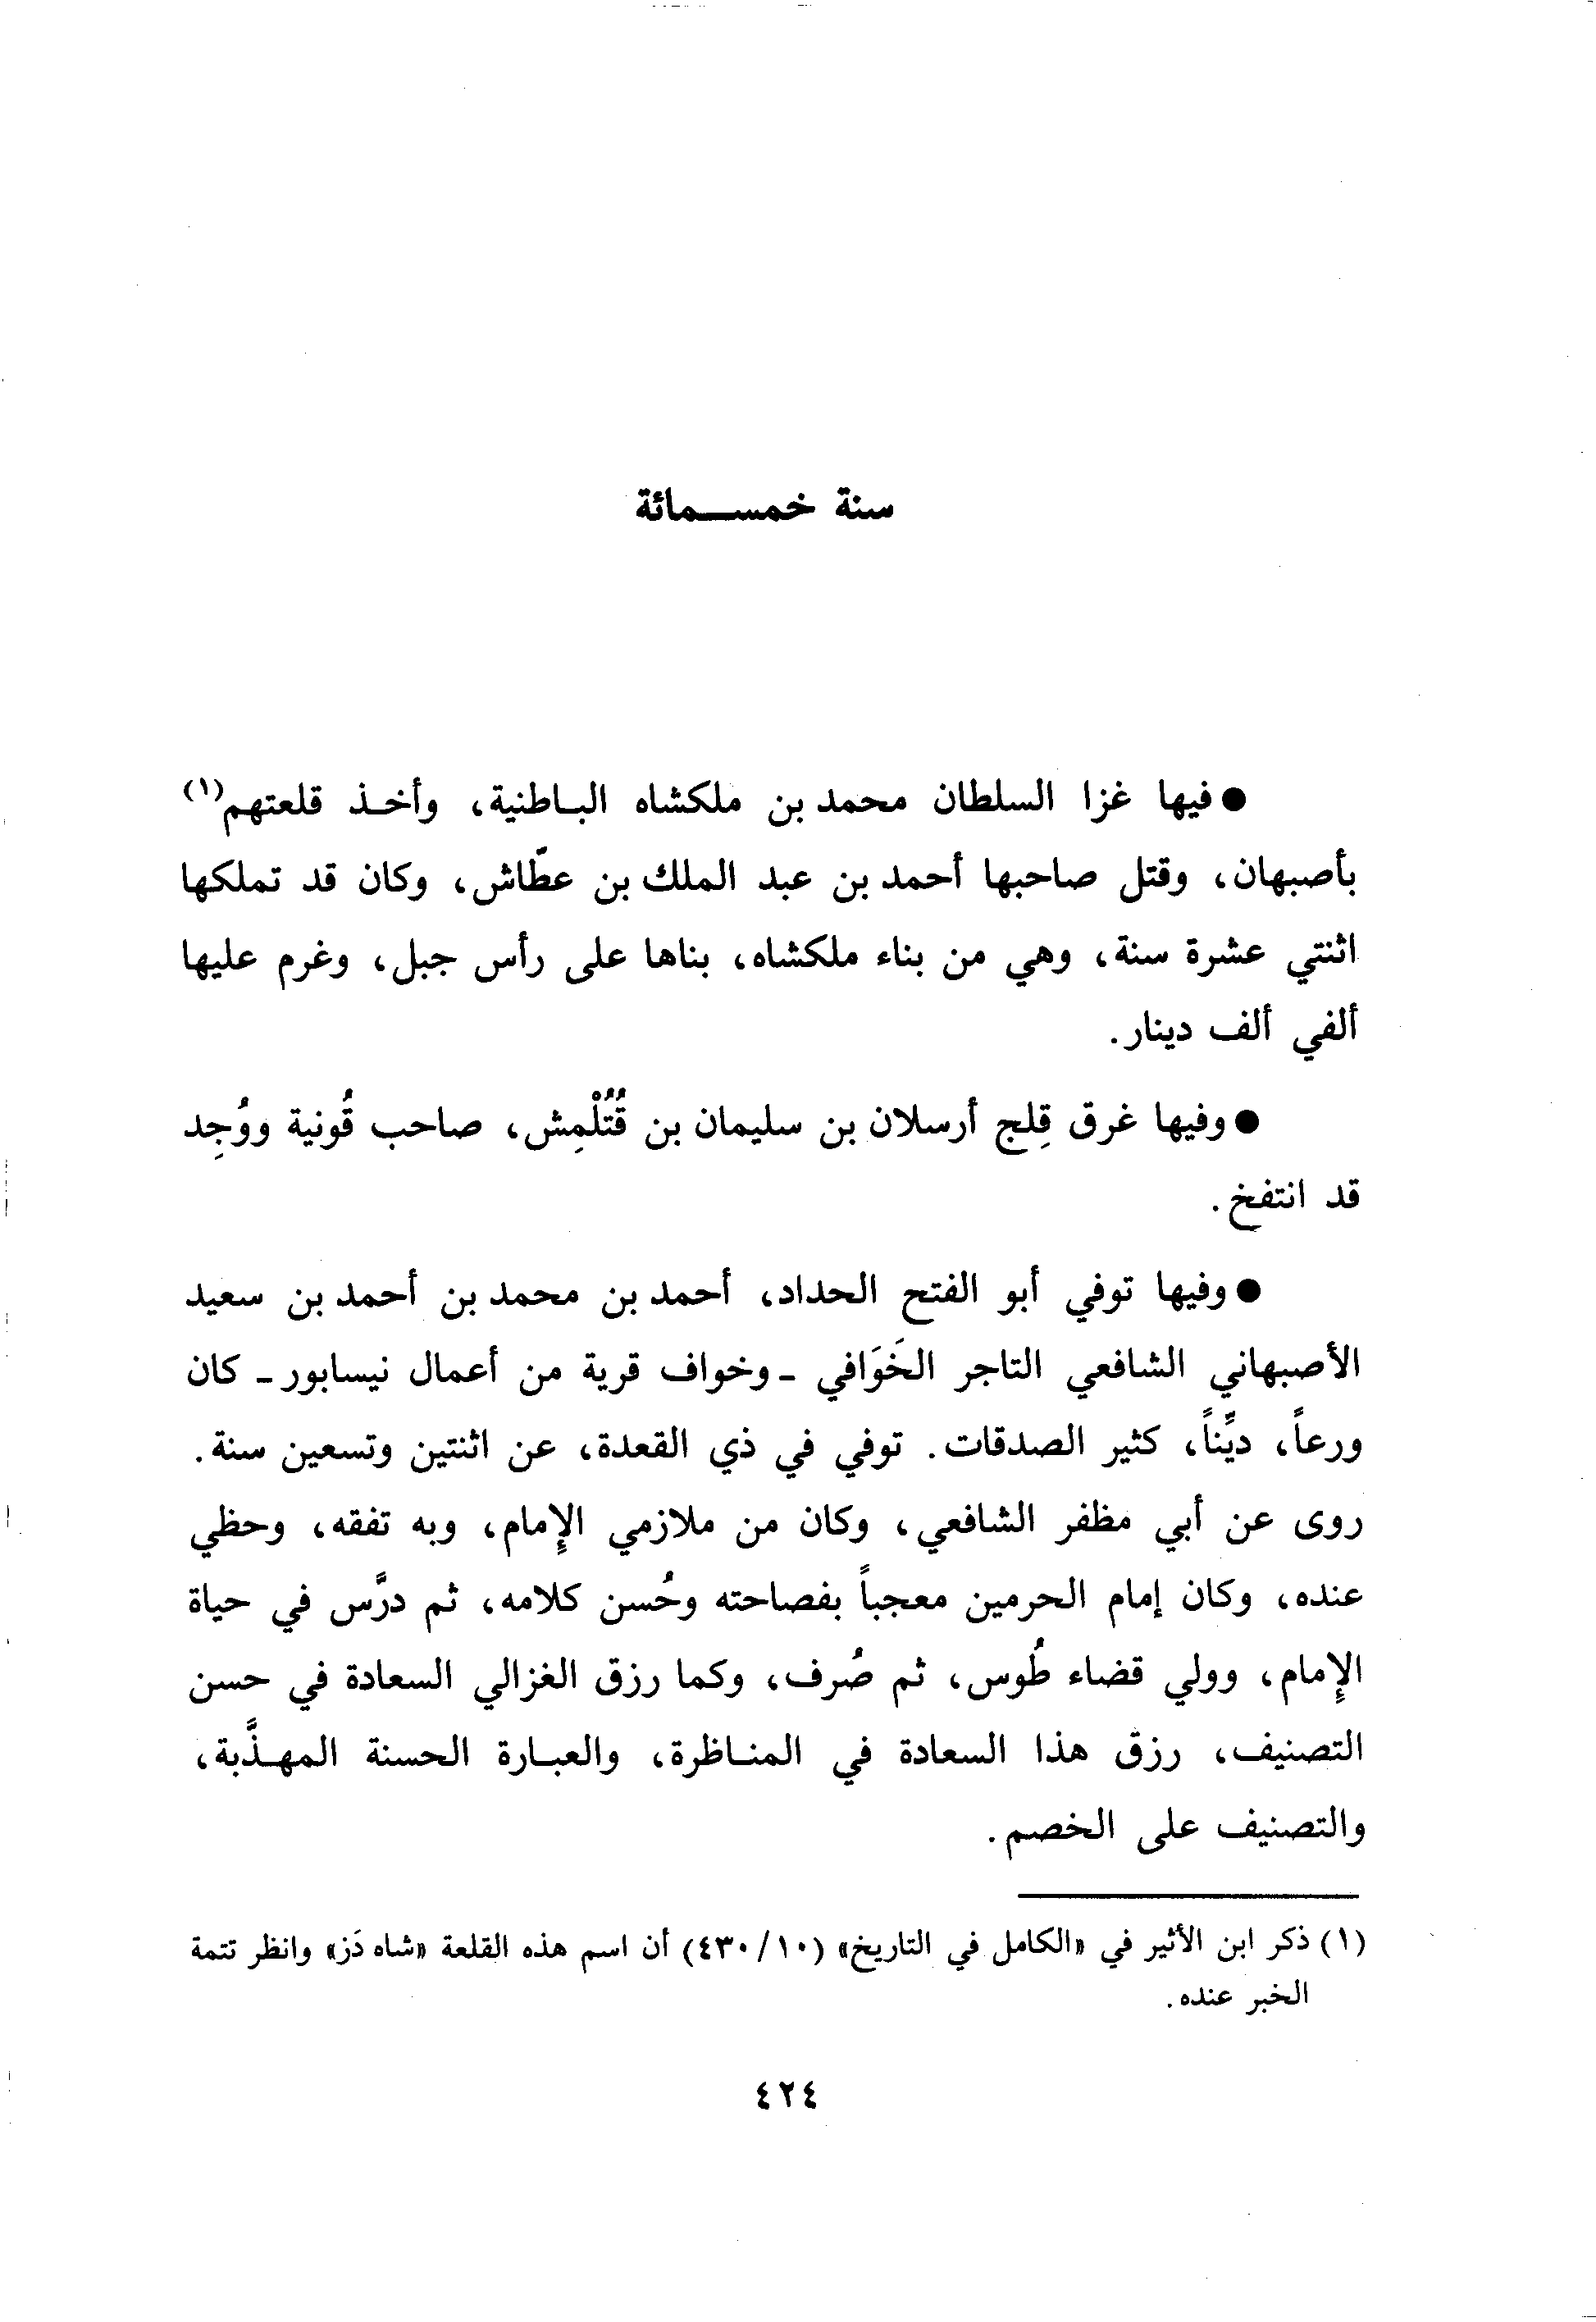 سنة خمسمائة
● فيها غزا السلطان محمد بن ملكشاه الباطنية، وأخذ قلعتهم(١)
بأصبهان، وقتل صاحبها أحمد بن عبد الملك بن عطّاش، وكان قد تملكها
اثنتي عشرة سنة، وهي من بناء ملكشاه، بناها على رأس جبل، وغرم عليها
ألفي ألف دينار.
● وفيها غرق قِلج أرسلان بن سليمان بن قُتُلْمِش، صاحب قُونية ووُجِد
قد انتفخ.
● وفيها توفي أبو الفتح الحداد، أحمد بن محمد بن أحمد بن سعيد
الأصبهاني الشافعي التاجر الخَوَافي - وخواف قرية من أعمال نيسابور - كان
ورعاً، ديِّناً، كثير الصدقات. توفي في ذي القعدة، عن اثنتين وتسعين سنة.
روى عن أبي مظفر الشافعي، وكان من ملازمي الإمام، وبه تفقه، وحظي
عنده، وكان إمام الحرمين معجباً بفصاحته وحُسن كلامه، ثم درَّس في حياة
الإمام، وولي قضاء طُوس، ثم صُرف، وكما رزق الغزالي السعادة في حسن
التصنيف، رزق هذا السعادة في المناظرة، والعبارة الحسنة المهذَّبة،
والتصنيف على الخصم.
(١) ذكر ابن الأثير في «الكامل في التاريخ» (١٠/ ٤٣٠) أن اسم هذه القلعة «شاه دَز» وانظر تتمة
الخبر عنده.
٤٢٤